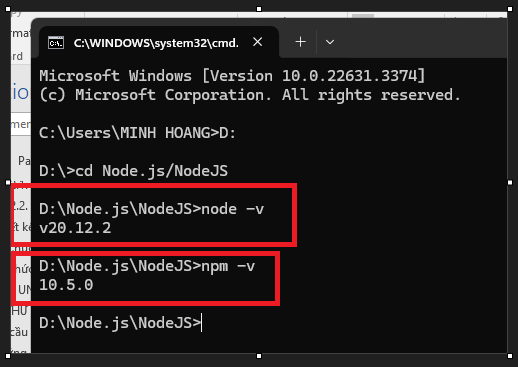 C:\WINDOWS\system32\cmd.
Microsoft Windows [Version 10.0.22631.3374]
(c) Microsoft Corporation. All rights reserved.
C:\Users\MINH HOANG>D:
D:\>cd Node.js/NodeJS
D:\Node.js\NodeJS>node -v
v20.12.2
D:\Node.js\NodeJS>npm -v
10.5.0
D:\Node.js\NodeJS>